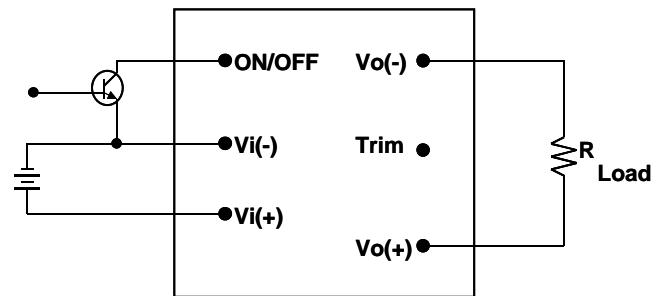 ON/OFF
Vo(-)
Vi(-)
Trim
R
Load
Vi(+)
Vo(+)